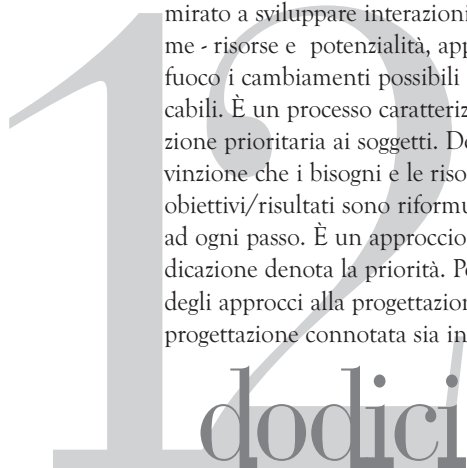 mirato a sviluppare interazioni
me - risorse e potenzialità, app
fuoco i cambiamenti possibili
cabili. È un processo caratteriz
zione prioritaria ai soggetti. De
vinzione che i bisogni e le riso
obiettivi/risultati sono riformu
ad ogni passo. È un approccio
dicazione denota la priorità. Pe
degli approcci alla progettazion
progettazione connotata sia in
12
dodici